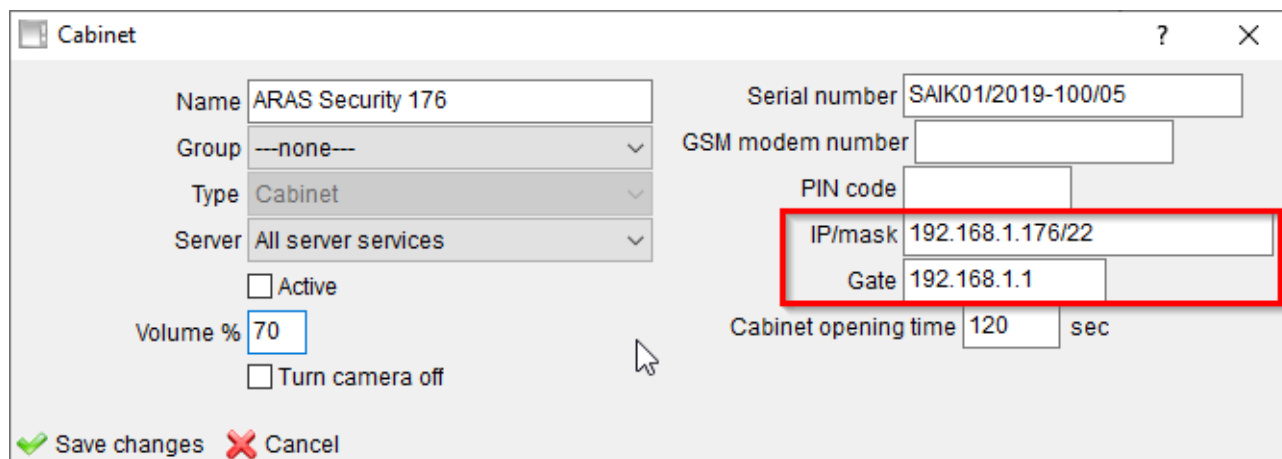 Cabinet
?
Name ARAS Security 176
Group ---none---
Type Cabinet
Server All server services
Active
Volume % 70
Turn camera off
Serial number SAIK01/2019-100/05
GSM modem number
PIN code
IP/mask 192.168.1.176/22
Gate 192.168.1.1
Cabinet opening time 120 sec
Save changes Cancel